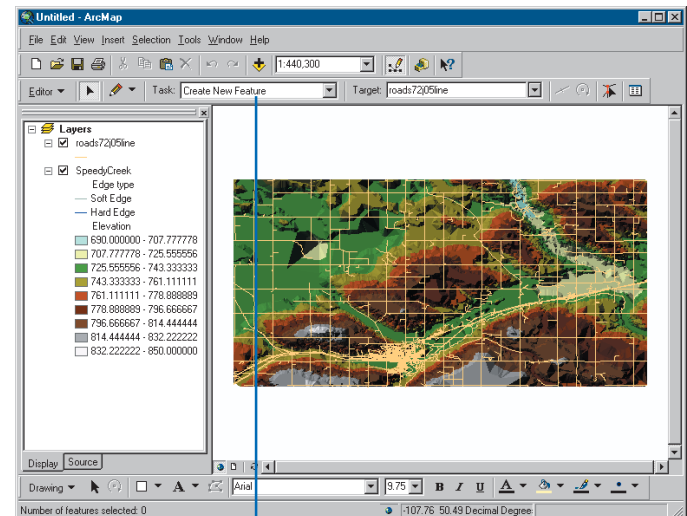 Untitled - ArcMap
File Edit View Insert Selection Tools Window Help
1:440,300
Editor Task: Create New Feature Target: roads72j05line
Layers
roads72j05line
SpeedyCreek
Edge type
Soft Edge
Hard Edge
Elevation
690.000000 - 707.777778
707.777778 - 725.555556
725.555556 - 743.333333
743.333333 - 761.111111
761.111111 - 778.888889
778.888889 - 796.666667
796.666667 - 814.444444
814.444444 - 832.222222
832.222222 - 850.000000
Display Source
Drawing A Arial 9.75 B I U A
Number of features selected: 0 -107.76 50.49 Decimal Degree